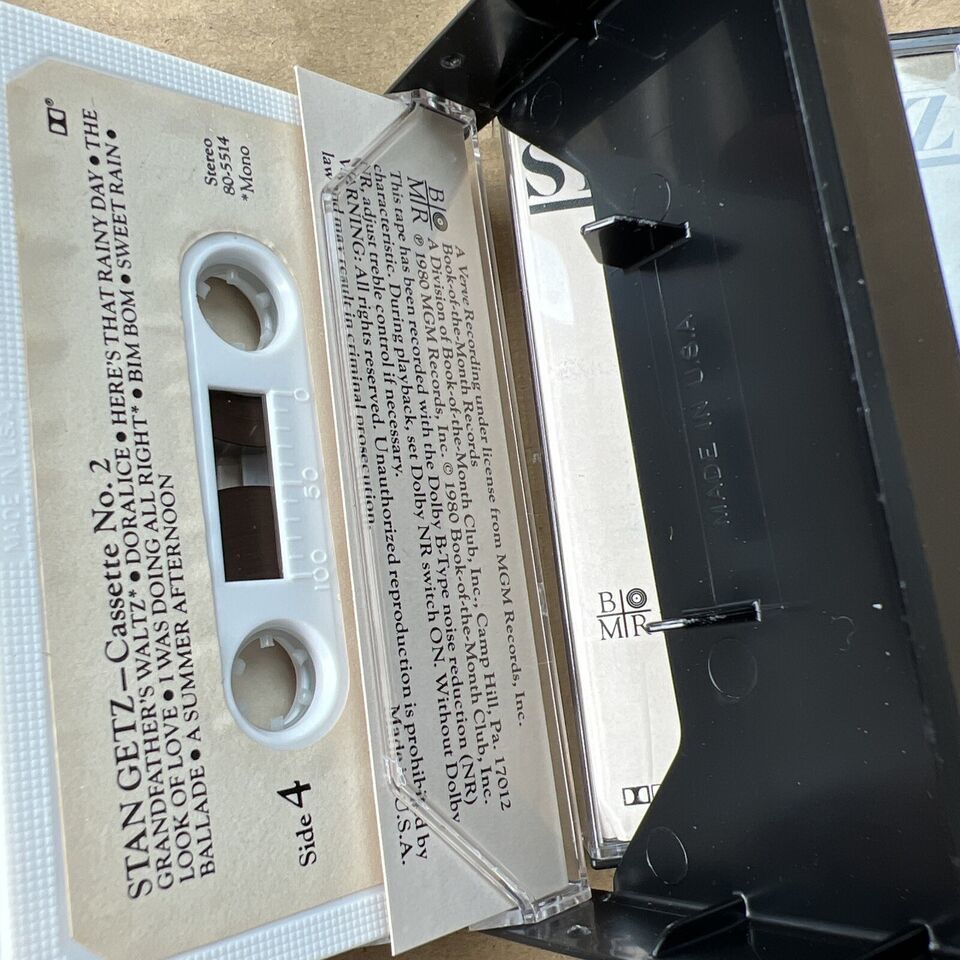 STAN GETZ—Cassette No. 2
GRANDFATHER'S WALTZ* • DORALICE • HERE'S THAT RAINY DAY • THE
LOOK OF LOVE • I WAS DOING ALL RIGHT* • BIM BOM • SWEET RAIN •
BALLADE • A SUMMER AFTERNOON
Stereo
80-5514
*Mono
0
50
100
Side 4
A Verve Recording under license from MGM Records, Inc.
Book-of-the-Month Records
A Division of Book-of-the-Month Club, Inc., Camp Hill, Pa. 17012
B
MR
℗ 1980 MGM Records, Inc. © 1980 Book-of-the-Month Club, Inc.
This tape has been recorded with the Dolby B-Type noise reduction (NR)
characteristic. During playback, set Dolby NR switch ON. Without Dolby
NR, adjust treble control if necessary.
WARNING: All rights reserved. Unauthorized reproduction is prohibited by
law and may result in criminal prosecution.
Made U.S.A.
S
B
MR
MADE IN USA
Z